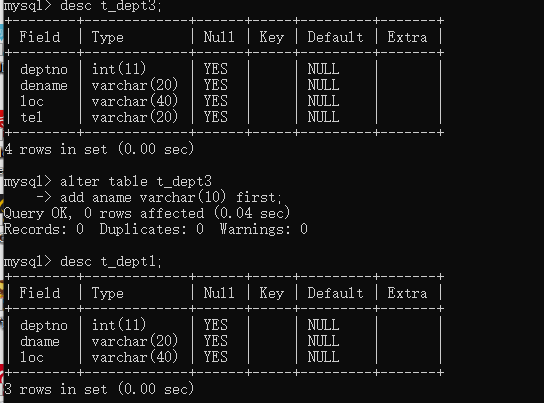 mysql> desc t_dept3;
+--------+-------------+------+-----+---------+-------+
| Field  | Type        | Null | Key | Default | Extra |
+--------+-------------+------+-----+---------+-------+
| deptno | int(11)     | YES  |     | NULL    |       |
| dename | varchar(20) | YES  |     | NULL    |       |
| loc    | varchar(40) | YES  |     | NULL    |       |
| tel    | varchar(20) | YES  |     | NULL    |       |
+--------+-------------+------+-----+---------+-------+
4 rows in set (0.00 sec)
mysql> alter table t_dept3
    -> add aname varchar(10) first;
Query OK, 0 rows affected (0.04 sec)
Records: 0  Duplicates: 0  Warnings: 0
mysql> desc t_dept1;
+--------+-------------+------+-----+---------+-------+
| Field  | Type        | Null | Key | Default | Extra |
+--------+-------------+------+-----+---------+-------+
| deptno | int(11)     | YES  |     | NULL    |       |
| dname  | varchar(20) | YES  |     | NULL    |       |
| loc    | varchar(40) | YES  |     | NULL    |       |
+--------+-------------+------+-----+---------+-------+
3 rows in set (0.00 sec)